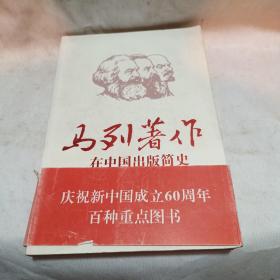 马列著作
在中国出版简史
庆祝新中国成立60周年
百种重点图书